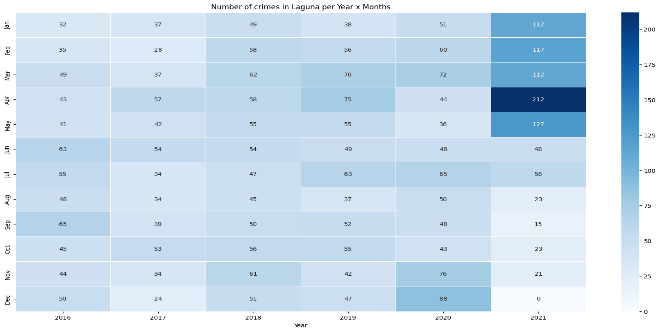 Number of crimes in Laguna per Year x Months
Jan 32 37 49 38 51 112
Feb 35 28 58 56 60 117
Mar 49 37 62 70 72 112
Apr 43 57 58 75 44 212
May 41 42 55 55 36 127
Jun 63 54 54 49 48 48
Jul 55 34 47 63 65 58
Aug 48 34 45 37 50 23
Sep 65 39 50 52 48 15
Oct 45 53 56 55 43 23
Nov 44 34 61 42 76 21
Dec 50 24 51 47 88 0
2016 2017 2018 2019 2020 2021
Year
200
175
150
125
100
75
50
25
0